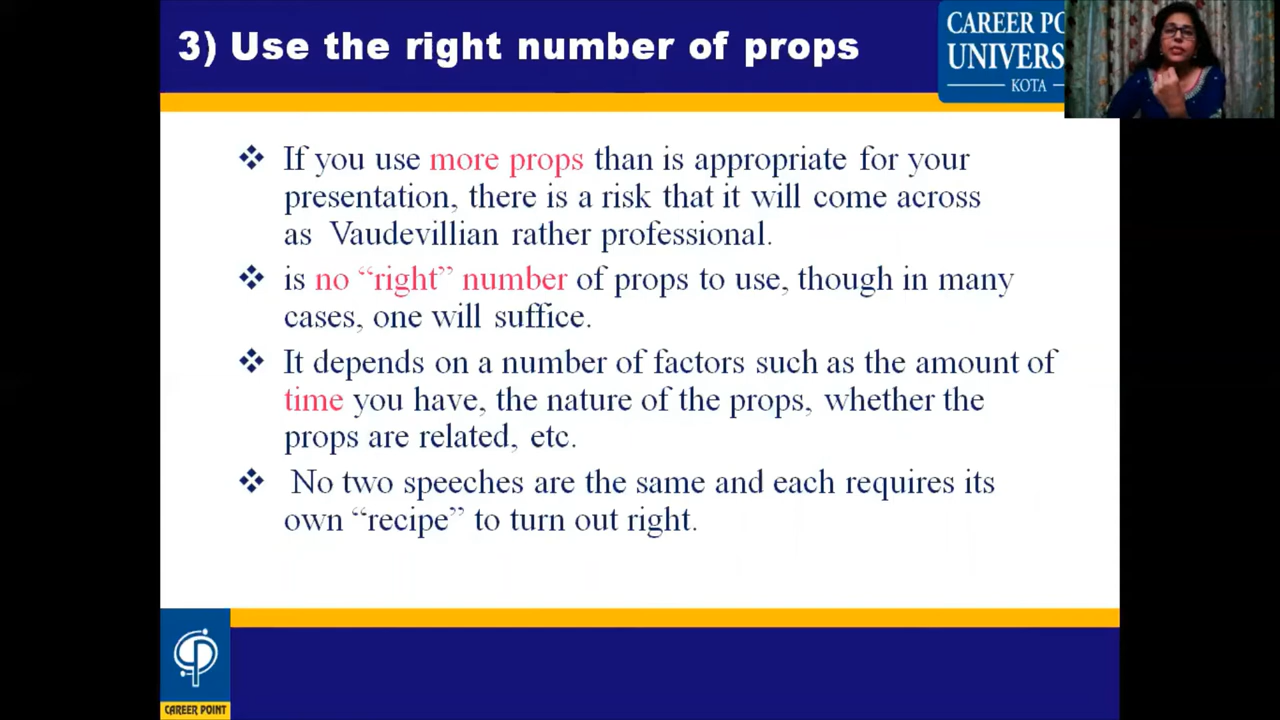 3) Use the right number of props
CAREER PO
UNIVERS
KOTA
❖ If you use more props than is appropriate for your
presentation, there is a risk that it will come across
as Vaudevillian rather professional.
❖ is no “right” number of props to use, though in many
cases, one will suffice.
❖ It depends on a number of factors such as the amount of
time you have, the nature of the props, whether the
props are related, etc.
❖ No two speeches are the same and each requires its
own “recipe” to turn out right.
CAREER POINT